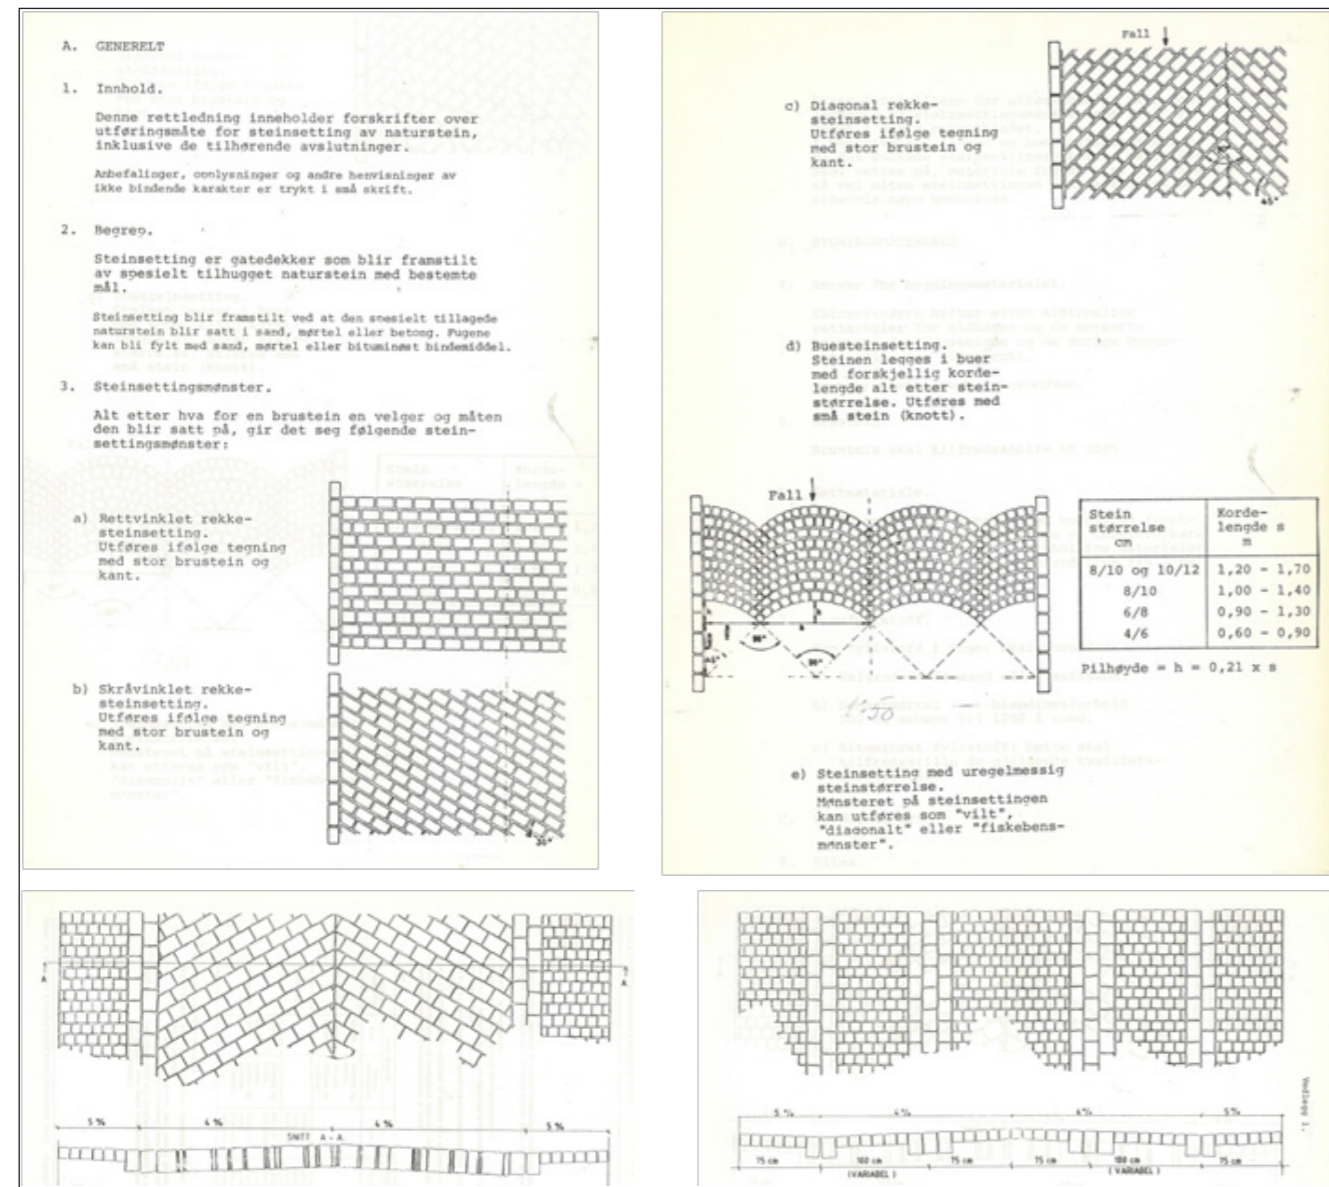 A. GENERELT
1. Innhold.
Denne rettledning inneholder forskrifter over
utføringsmåte for steinsetting av naturstein,
inklusive de tilhørende avslutninger.
Anbefalinger, opplysninger og andre henvisninger av
ikke bindende karakter er trykt i små skrift.
2. Begrep.
Steinsetting er gatedekker som blir framstilt
av spesielt tilhugget naturstein med bestemte
mål.
Steinsetting blir framstilt ved at den spesielt tillagede
naturstein blir satt i sand, mørtel eller betong. Fugene
kan bli fylt med sand, mørtel eller bituminøst bindemiddel.
3. Steinsettingsmønster.
Alt etter hva for en brustein en velger og måten
den blir satt på, gir det seg følgende stein-
settingsmønster:
a) Rettvinklet rekke-
steinsetting.
Utføres ifølge tegning
med stor brustein og
kant.
b) Skråvinklet rekke-
steinsetting.
Utføres ifølge tegning
med stor brustein og
kant.
30°
Fall
c) Diagonal rekke-
steinsetting.
Utføres ifølge tegning
med stor brustein og
kant.
45°
d) Buesteinsetting.
Steinen legges i buer
med forskjellig korde-
lengde alt etter stein-
størrelse. Utføres med
små stein (knott).
Fall
90°
90°
Stein størrelse cm Korde-lengde s m
8/10 og 10/12 1,20 - 1,70
8/10 1,00 - 1,40
6/8 0,90 - 1,30
4/6 0,60 - 0,90
Pilhøyde = h = 0,21 x s
1:50
e) Steinsetting med uregelmessig
steinstørrelse.
Mønsteret på steinsettingen
kan utføres som "vilt",
"diagonalt" eller "fiskebens-
mønster".
A A
5 % 4 % 4 % 5 %
SNITT A - A
5 % 4 % 4 % 5 %
75 cm 100 cm 75 cm 75 cm 100 cm 75 cm
(VARIABEL) (VARIABEL)
Vedlegg 1.